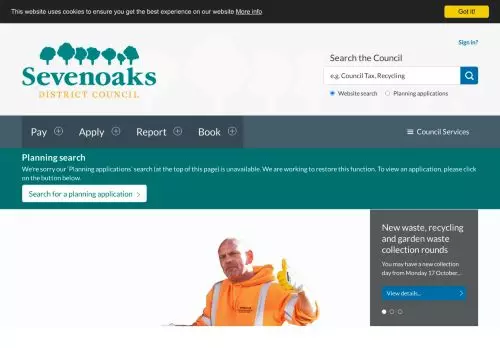 This website uses cookies to ensure you get the best experience on our website More info
Got it!
Sevenoaks
DISTRICT COUNCIL
Sign in?
Search the Council
e.g. Council Tax, Recycling
Website search Planning applications
Pay Apply Report Book
Council Services
Planning search
We're sorry our 'Planning applications' search (at the top of this page) is unavailable. We are working to restore this function. To view an application, please click
on the button below.
Search for a planning application
New waste, recycling
and garden waste
collection rounds
You may have a new collection
day from Monday 17 October...
View details...